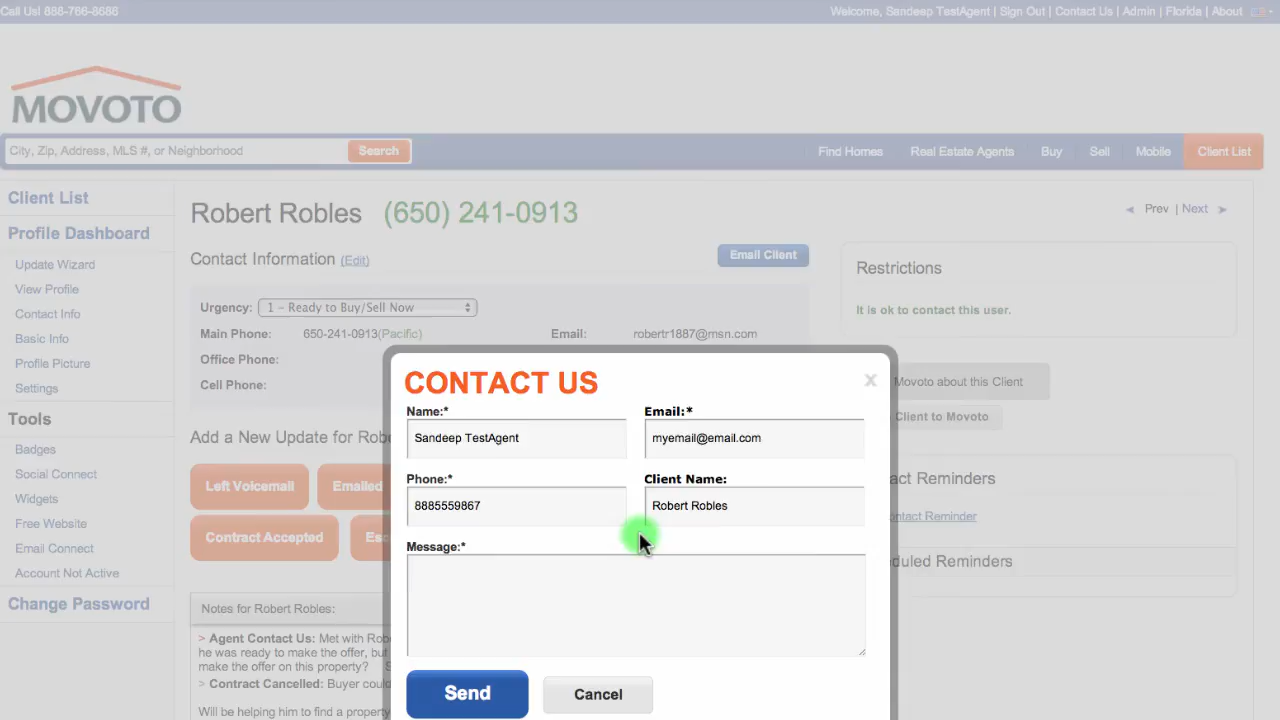 Call Us! 888-766-8686
Welcome, Sandeep TestAgent | Sign Out | Contact Us | Admin | Florida | About
MOVOTO
City, Zip, Address, MLS #, or Neighborhood
Search
Find Homes
Real Estate Agents
Buy
Sell
Mobile
Client List
Client List
Profile Dashboard
Update Wizard
View Profile
Contact Info
Basic Info
Profile Picture
Settings
Tools
Badges
Social Connect
Widgets
Free Website
Email Connect
Account Not Active
Change Password
Robert Robles (650) 241-0913
Prev | Next
Contact Information (Edit)
Email Client
Urgency: 1 - Ready to Buy/Sell Now
Main Phone: 650-241-0913(Pacific) Email: robertr1887@msn.com
Office Phone:
Cell Phone:
Restrictions
It is ok to contact this user.
Movoto about this Client
Client to Movoto
Add a New Update for Robe
Left Voicemail
Emailed
Contract Accepted
Esc
ntact Reminders
ontact Reminder
duled Reminders
Notes for Robert Robles:
> Agent Contact Us: Met with Rob
he was ready to make the offer, but
make the offer on this property? S
> Contract Cancelled: Buyer could
Will be helping him to find a property
CONTACT US
x
Name:*
Sandeep TestAgent
Email:*
myemail@email.com
Phone:*
8885559867
Client Name:
Robert Robles
Message:*
Send
Cancel